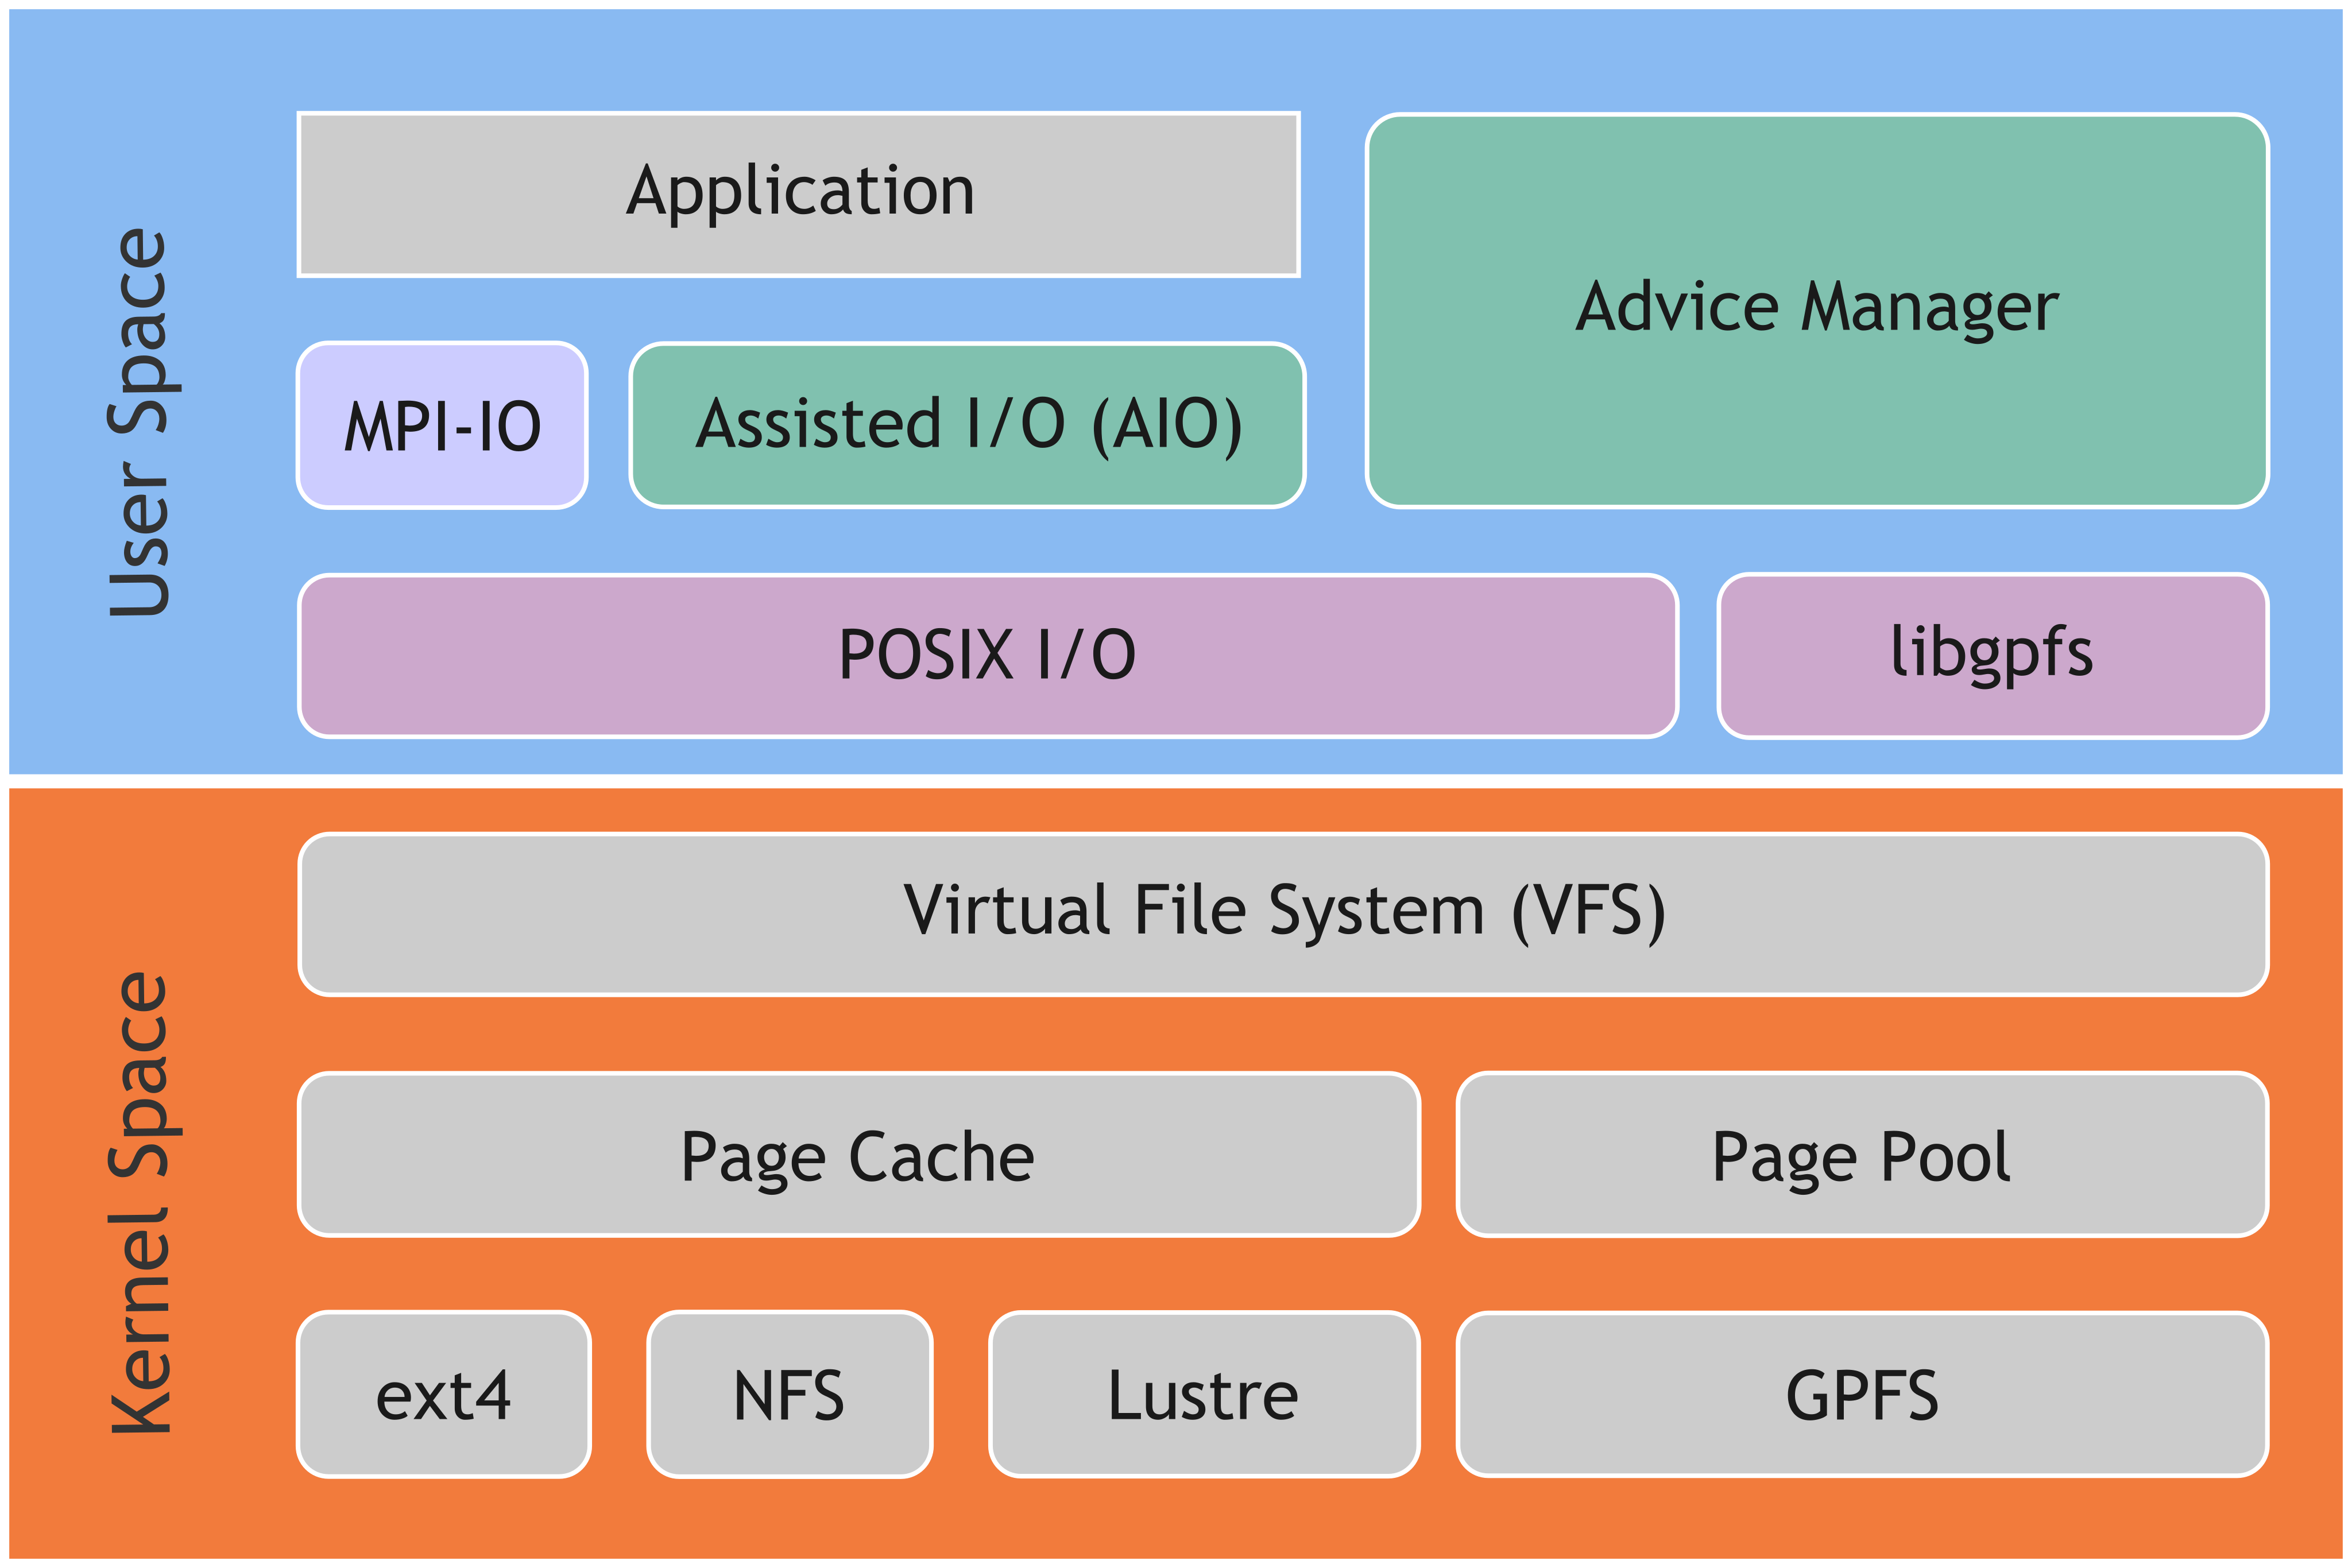 User Space
Application
Advice Manager
MPI-IO
Assisted I/O (AIO)
POSIX I/O
libgpfs
Kernel Space
Virtual File System (VFS)
Page Cache
Page Pool
ext4
NFS
Lustre
GPFS